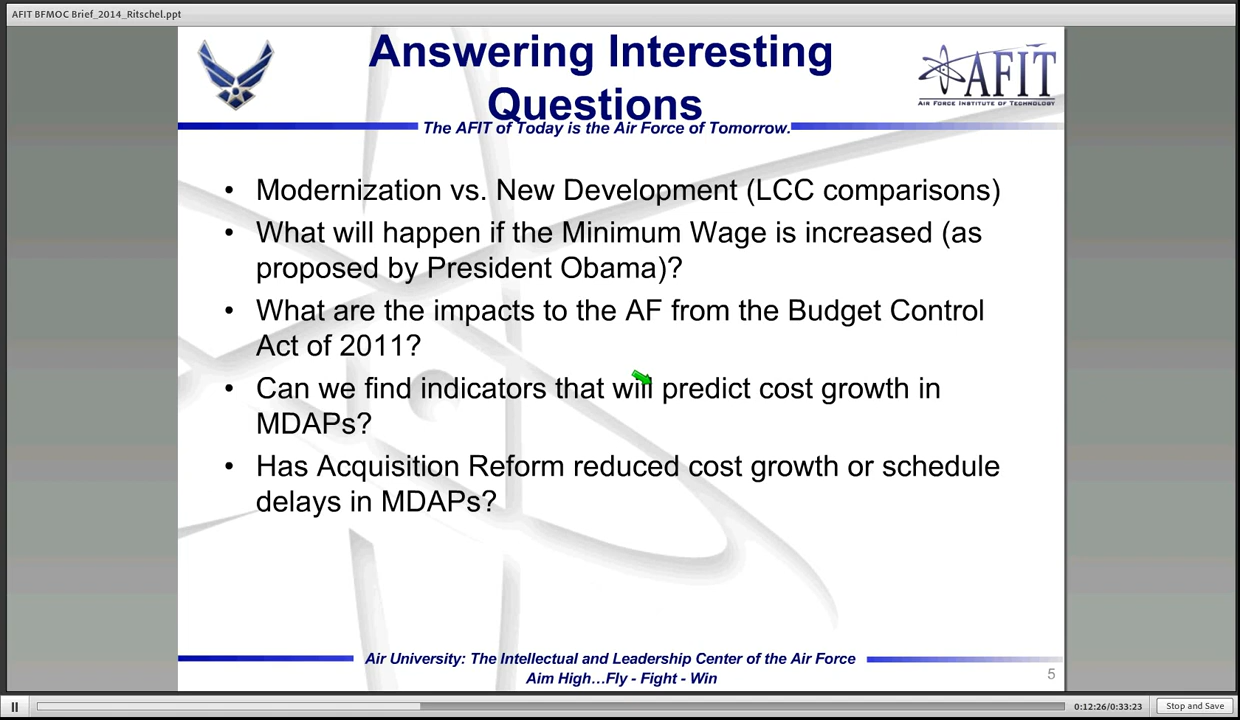 AFIT BFMOC Brief_2014_Ritschel.ppt
Answering Interesting
Questions
AFIT
AIR FORCE INSTITUTE OF TECHNOLOGY
The AFIT of Today is the Air Force of Tomorrow.
• Modernization vs. New Development (LCC comparisons)
• What will happen if the Minimum Wage is increased (as
proposed by President Obama)?
• What are the impacts to the AF from the Budget Control
Act of 2011?
• Can we find indicators that will predict cost growth in
MDAPs?
• Has Acquisition Reform reduced cost growth or schedule
delays in MDAPs?
Air University: The Intellectual and Leadership Center of the Air Force
Aim High…Fly - Fight - Win
5
0:12:26/0:33:23
Stop and Save